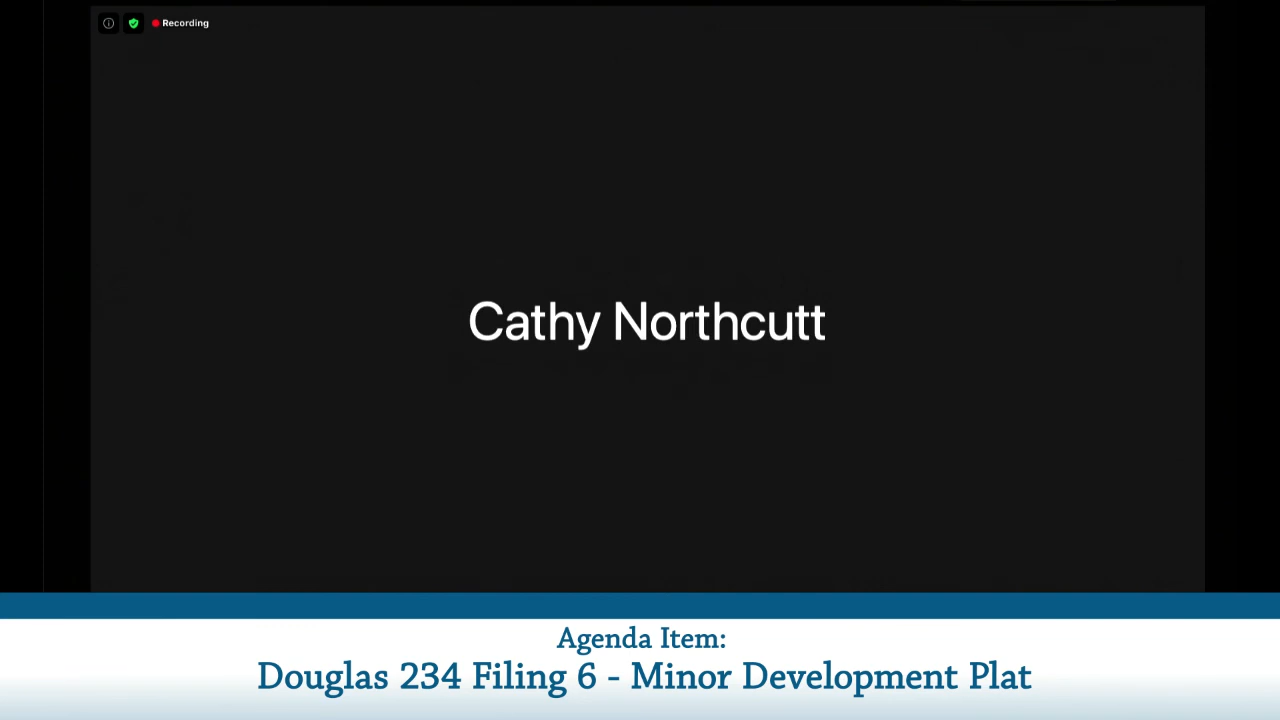 Recording
Cathy Northcutt
Agenda Item:
Douglas 234 Filing 6 - Minor Development Plat